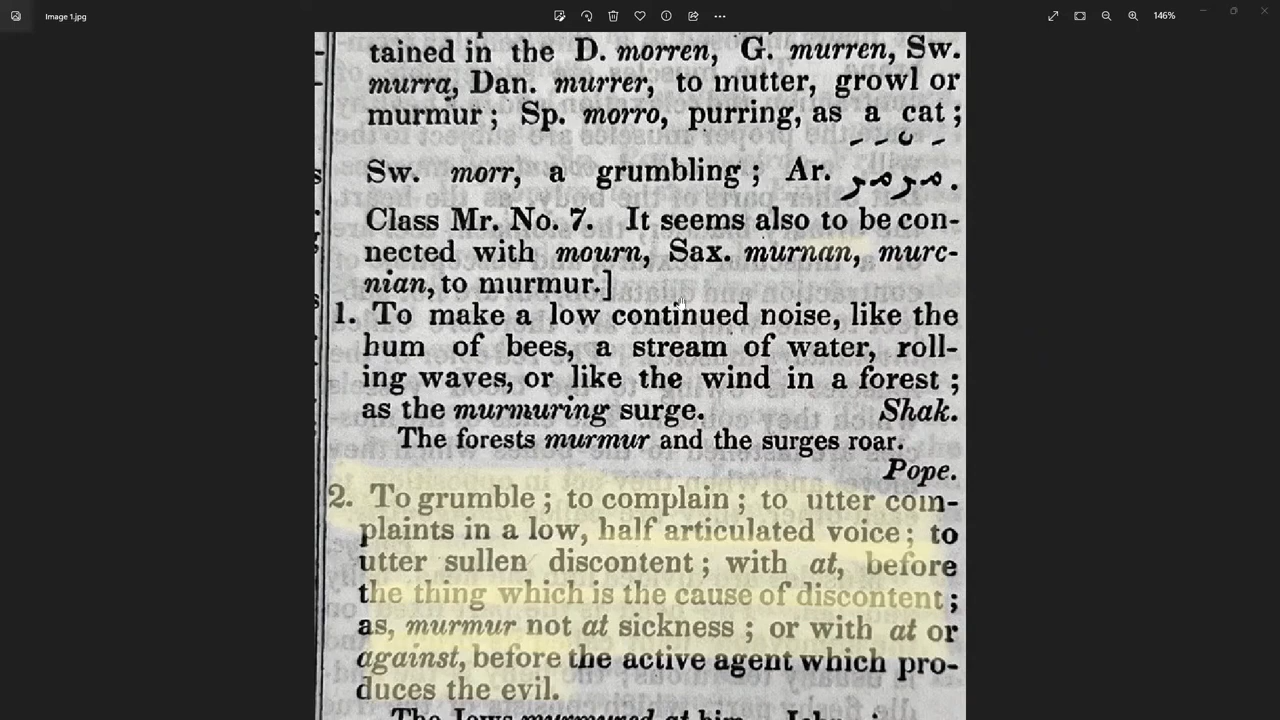 Image 1.jpg
146%
tained in the D. morren, G. murren, Sw.
murra, Dan. murrer, to mutter, growl or
murmur ; Sp. morro, purring, as a cat ;
Sw. morr, a grumbling ; Ar. مَرْمَرَ.
Class Mr. No. 7. It seems also to be con-
nected with mourn, Sax. murnan, murc-
nian, to murmur.]
1. To make a low continued noise, like the
hum of bees, a stream of water, roll-
ing waves, or like the wind in a forest ;
as the murmuring surge. Shak.
The forests murmur and the surges roar.
Pope.
2. To grumble ; to complain ; to utter com-
plaints in a low, half articulated voice ; to
utter sullen discontent ; with at, before
the thing which is the cause of discontent ;
as, murmur not at sickness ; or with at or
against, before the active agent which pro-
duces the evil.
The Jews murmured at him. John